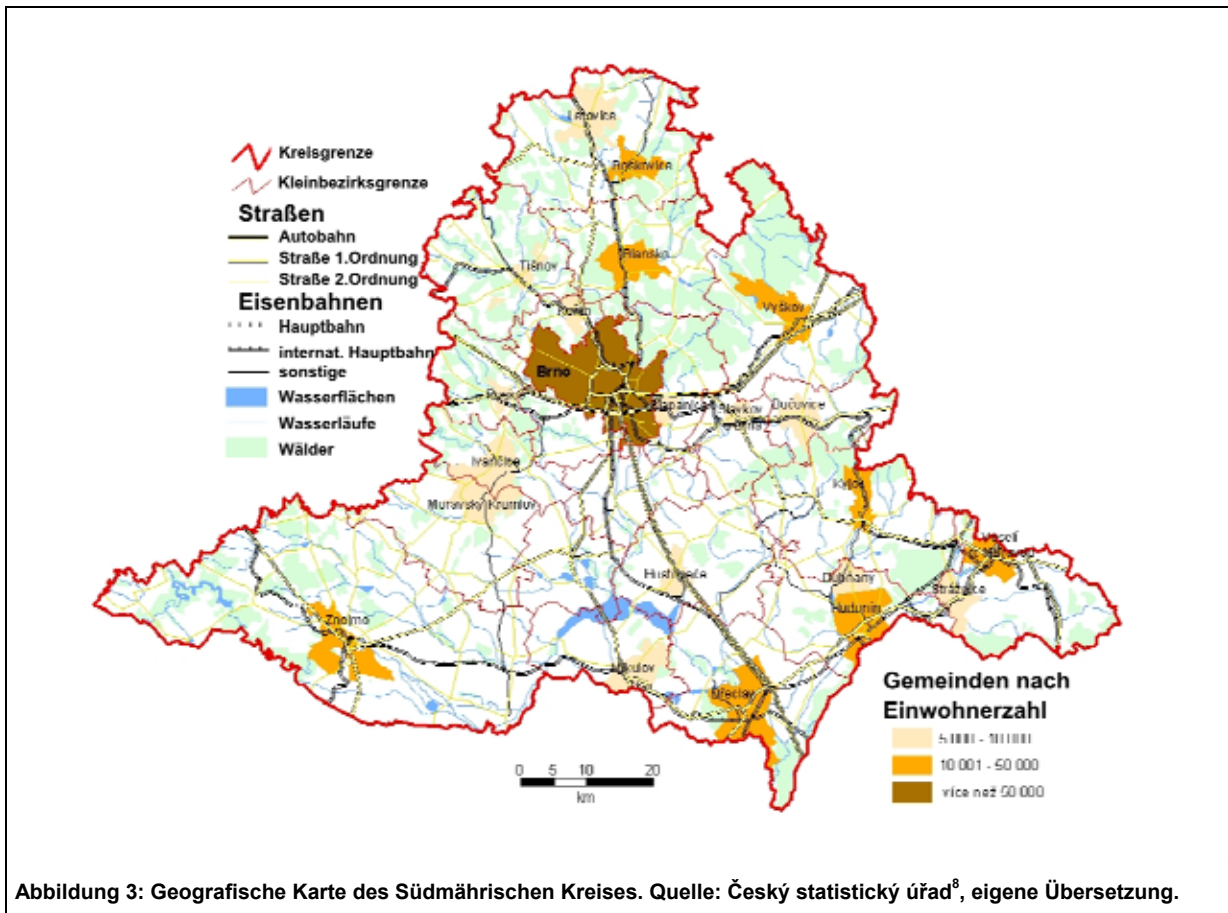 Letovice
Boskovice
Kreisgrenze
Kleinbezirksgrenze
Straßen
Autobahn
Straße 1.Ordnung
Straße 2.Ordnung
Eisenbahnen
Hauptbahn
internat. Hauptbahn
sonstige
Wasserflächen
Wasserläufe
Wälder
Tišnov
Blansko
Vyškov
Kuřim
Brno
Slavkov
Bučovice
Ivančice
Moravský Krumlov
Kyjov
Veselí
Hustopeče
Dubňany
Hodonín
Strážnice
Znojmo
Mikulov
Břeclav
Gemeinden nach
Einwohnerzahl
5 000 - 10 000
10 001 - 50 000
více než 50 000
0 5 10 20
km
Abbildung 3: Geografische Karte des Südmährischen Kreises. Quelle: Český statistický úřad⁸, eigene Übersetzung.